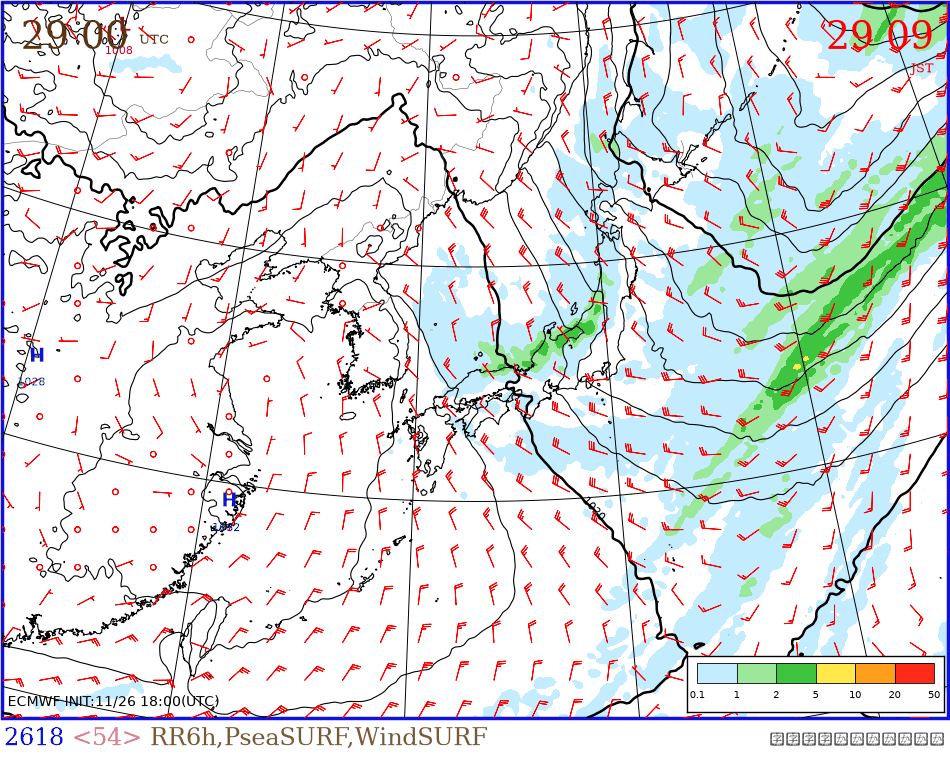 29 00 UTC
29 09
JST
1008
H
1028
H
1032
1020
ECMWF INIT:11/26 18:00(UTC)
0.1 1 2 5 10 20 50
2618 <54> RR6h,PseaSURF,WindSURF